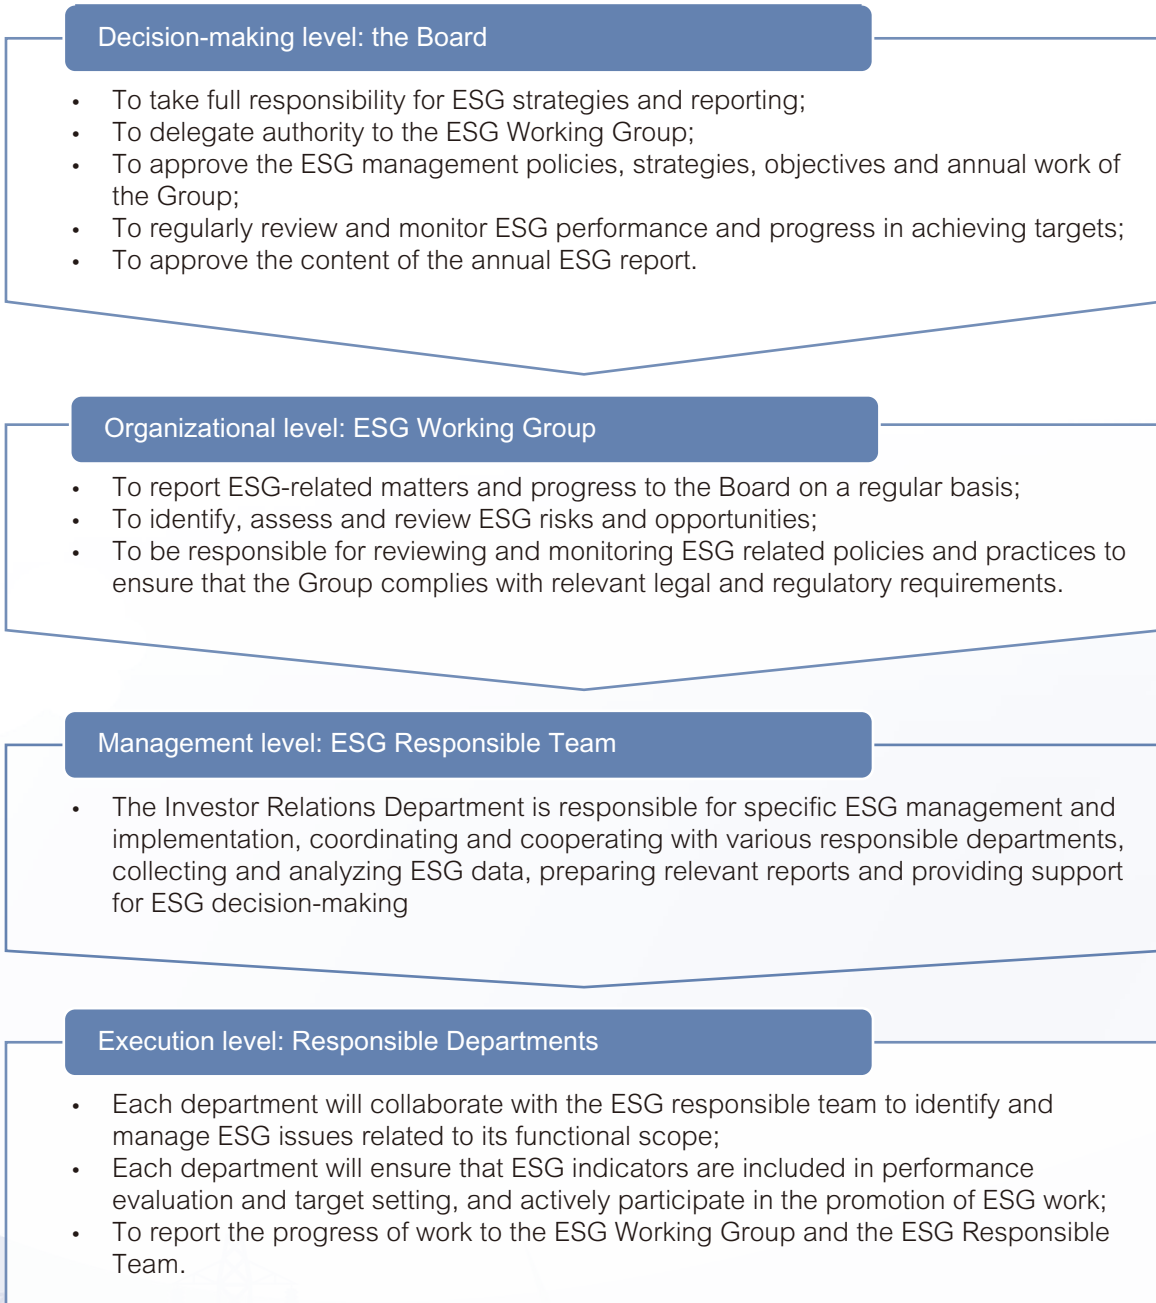 Decision-making level: the Board
• To take full responsibility for ESG strategies and reporting;
• To delegate authority to the ESG Working Group;
• To approve the ESG management policies, strategies, objectives and annual work of
the Group;
• To regularly review and monitor ESG performance and progress in achieving targets;
• To approve the content of the annual ESG report.
Organizational level: ESG Working Group
• To report ESG-related matters and progress to the Board on a regular basis;
• To identify, assess and review ESG risks and opportunities;
• To be responsible for reviewing and monitoring ESG related policies and practices to
ensure that the Group complies with relevant legal and regulatory requirements.
Management level: ESG Responsible Team
• The Investor Relations Department is responsible for specific ESG management and
implementation, coordinating and cooperating with various responsible departments,
collecting and analyzing ESG data, preparing relevant reports and providing support
for ESG decision-making
Execution level: Responsible Departments
• Each department will collaborate with the ESG responsible team to identify and
manage ESG issues related to its functional scope;
• Each department will ensure that ESG indicators are included in performance
evaluation and target setting, and actively participate in the promotion of ESG work;
• To report the progress of work to the ESG Working Group and the ESG Responsible
Team.